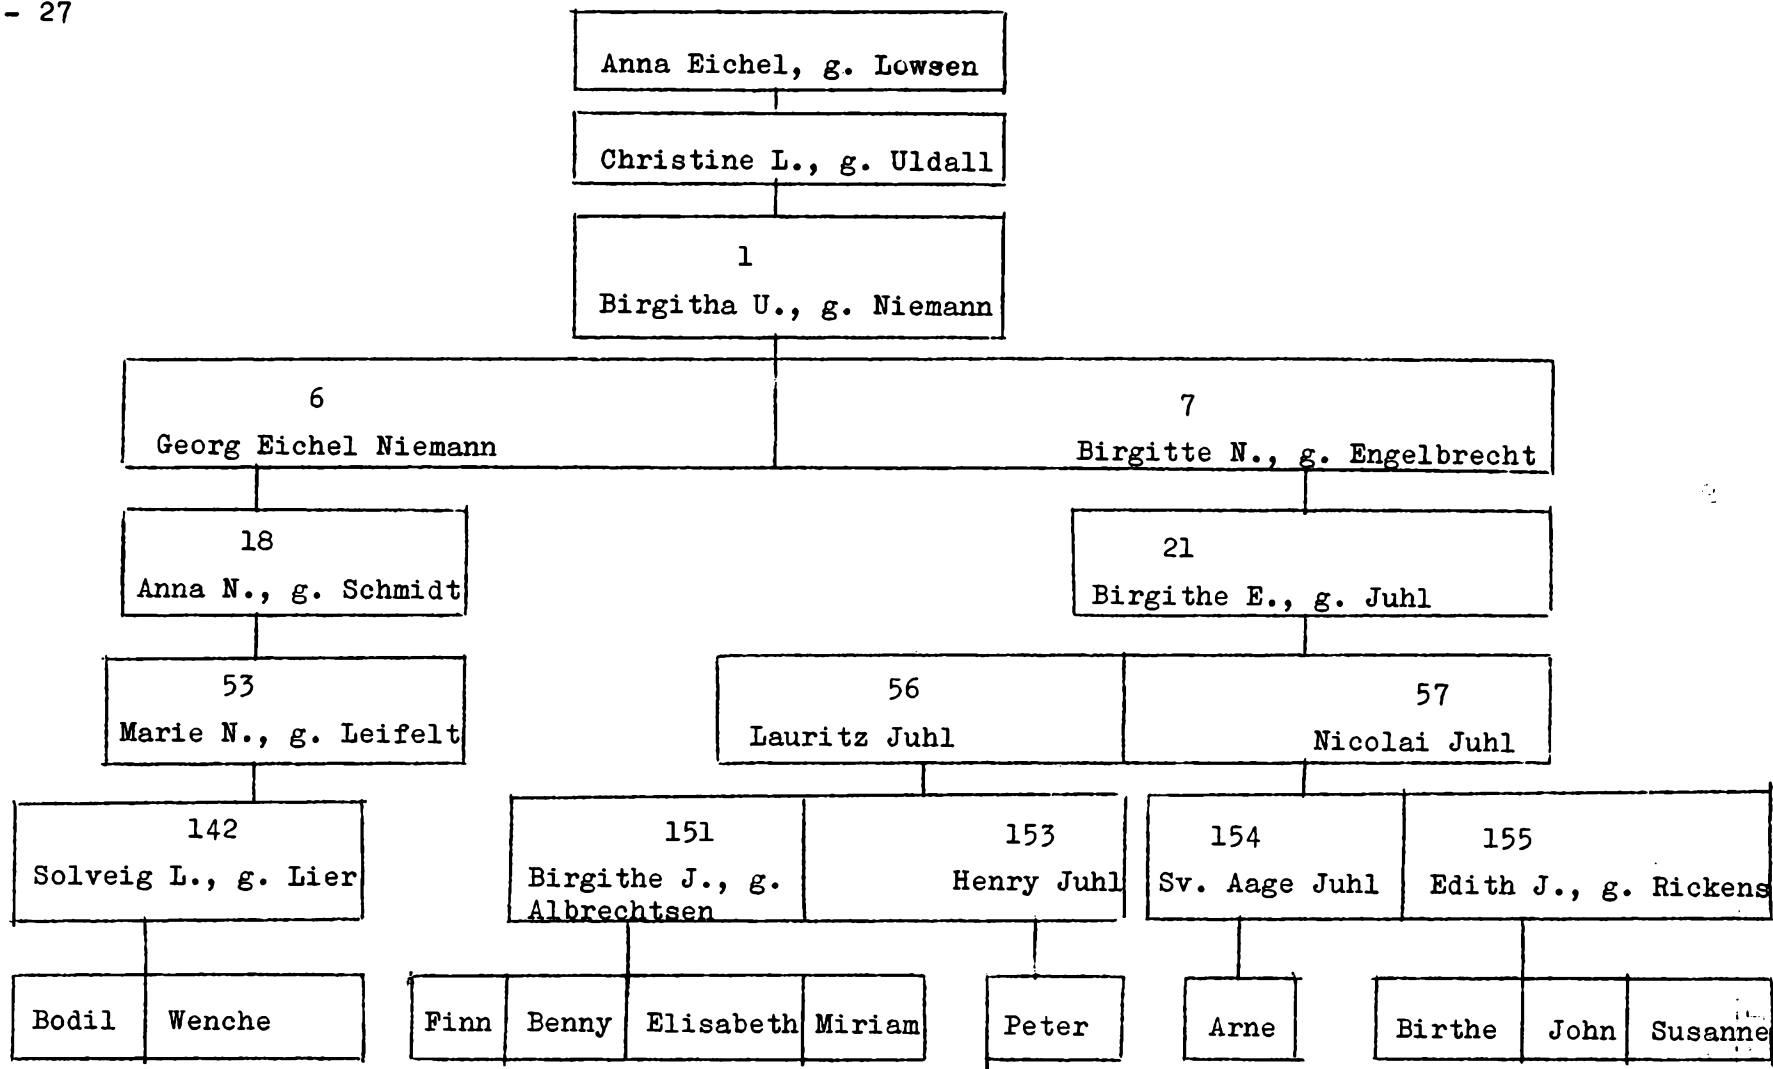 - 27
Anna Eichel, g. Lowsen
Christine L., g. Uldall
1
Birgitha U., g. Niemann
6
Georg Eichel Niemann
7
Birgitte N., g. Engelbrecht
18
Anna N., g. Schmidt
21
Birgithe E., g. Juhl
53
Marie N., g. Leifelt
56
Lauritz Juhl
57
Nicolai Juhl
142
Solveig L., g. Lier
151
Birgithe J., g.
Albrechtsen
153
Henry Juhl
154
Sv. Aage Juhl
155
Edith J., g. Rickens
Bodil
Wenche
Finn
Benny
Elisabeth
Miriam
Peter
Arne
Birthe
John
Susanne